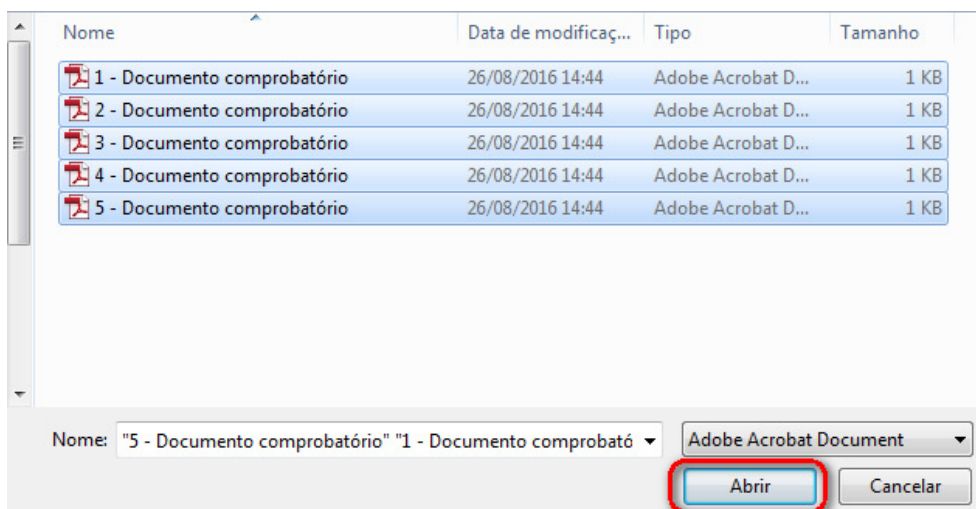 Nome Data de modificaç... Tipo Tamanho
1 - Documento comprobatório 26/08/2016 14:44 Adobe Acrobat D... 1 KB
2 - Documento comprobatório 26/08/2016 14:44 Adobe Acrobat D... 1 KB
3 - Documento comprobatório 26/08/2016 14:44 Adobe Acrobat D... 1 KB
4 - Documento comprobatório 26/08/2016 14:44 Adobe Acrobat D... 1 KB
5 - Documento comprobatório 26/08/2016 14:44 Adobe Acrobat D... 1 KB
Nome: "5 - Documento comprobatório" "1 - Documento comprobató Adobe Acrobat Document
Abrir Cancelar